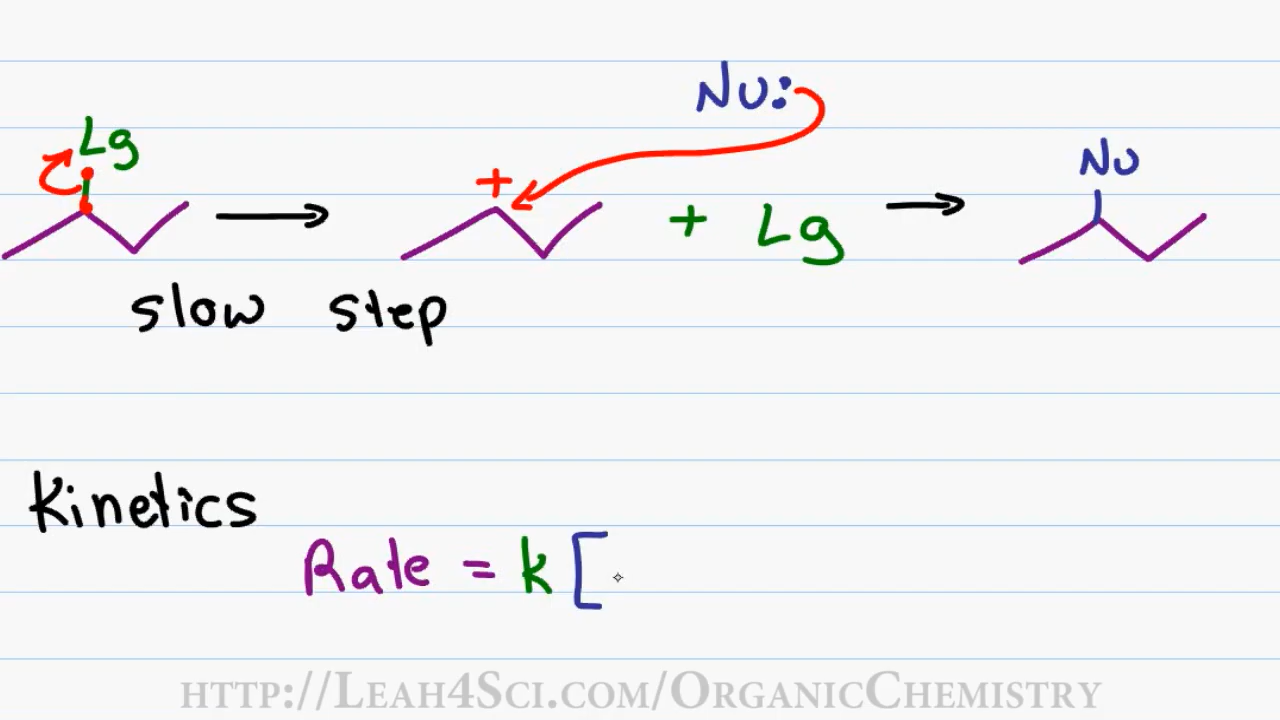 Nu:
Lg
Nu
+
+ Lg
slow step
Kinetics
Rate = k [
HTTP://LEAH4SCI.COM/ORGANICCHEMISTRY